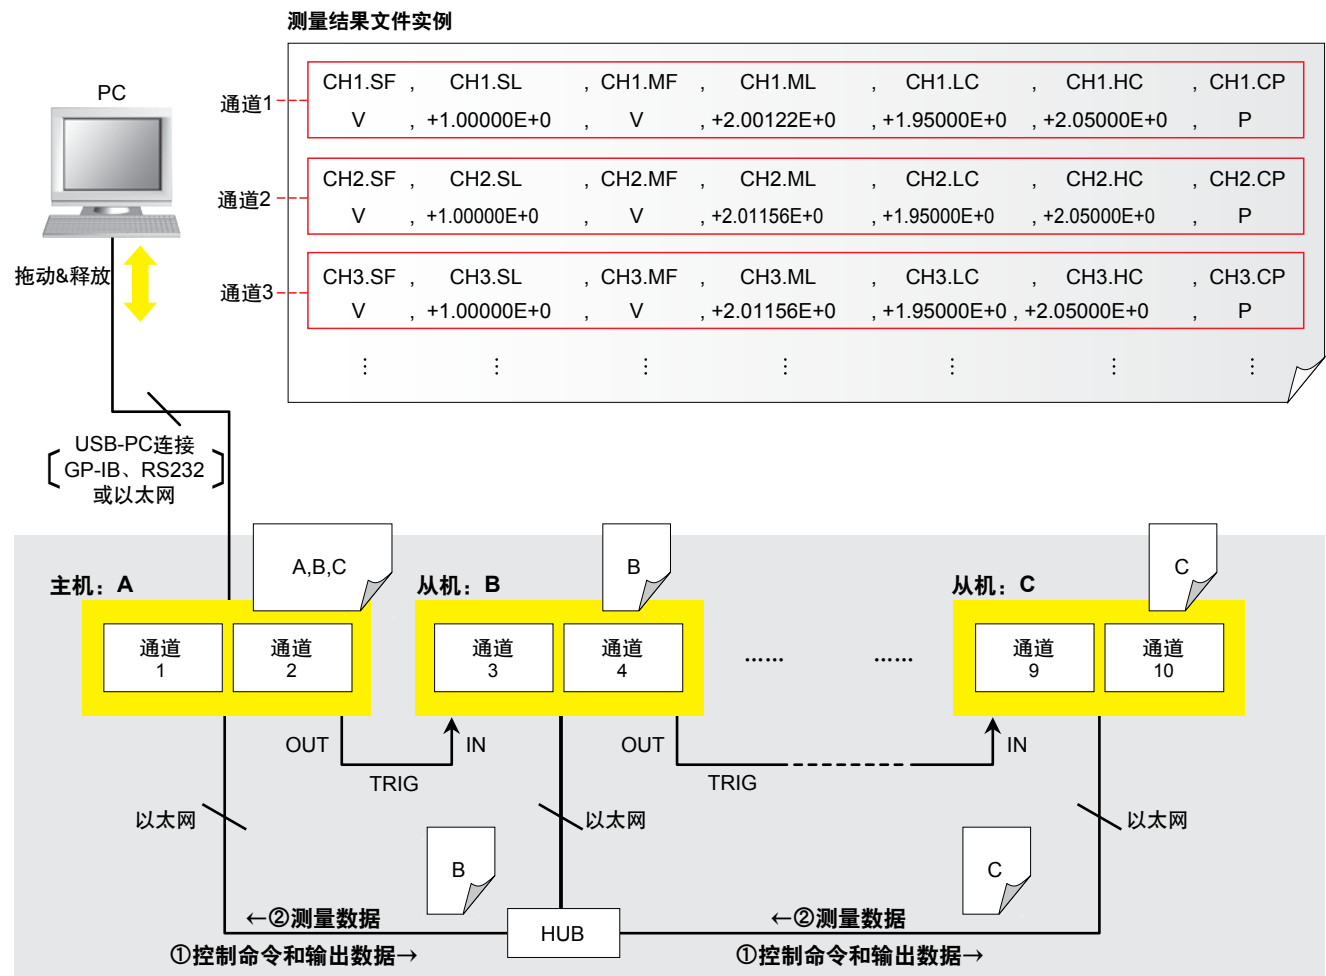 测量结果文件实例
PC
通道1
CH1.SF , CH1.SL , CH1.MF , CH1.ML , CH1.LC , CH1.HC , CH1.CP
V , +1.00000E+0 , V , +2.00122E+0 , +1.95000E+0 , +2.05000E+0 , P
通道2
CH2.SF , CH2.SL , CH2.MF , CH2.ML , CH2.LC , CH2.HC , CH2.CP
V , +1.00000E+0 , V , +2.01156E+0 , +1.95000E+0 , +2.05000E+0 , P
拖动&释放
通道3
CH3.SF , CH3.SL , CH3.MF , CH3.ML , CH3.LC , CH3.HC , CH3.CP
V , +1.00000E+0 , V , +2.01156E+0 , +1.95000E+0 , +2.05000E+0 , P
⋮ ⋮ ⋮ ⋮ ⋮ ⋮ ⋮
USB-PC连接
GP-IB、RS232
或以太网
A,B,C
B
C
主机：A
从机：B
从机：C
通道
1
通道
2
通道
3
通道
4
……
……
通道
9
通道
10
OUT
IN
OUT
IN
TRIG
TRIG
以太网
以太网
以太网
B
C
←②测量数据
←②测量数据
HUB
①控制命令和输出数据→
①控制命令和输出数据→